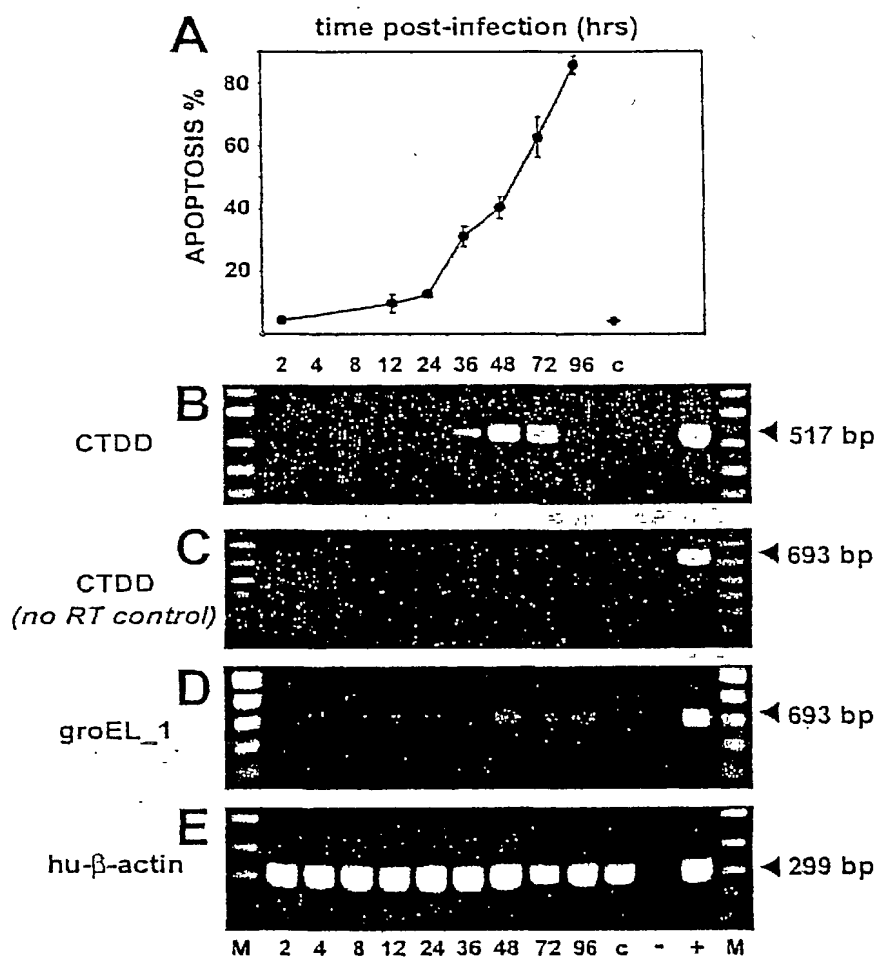 A
time post-infection (hrs)
APOPTOSIS %
80
60
40
20
2 4 8 12 24 36 48 72 96 c
B
CTDD
517 bp
C
CTDD
(no RT control)
693 bp
D
groEL_1
693 bp
E
hu-β-actin
299 bp
M 2 4 8 12 24 36 48 72 96 c - + M